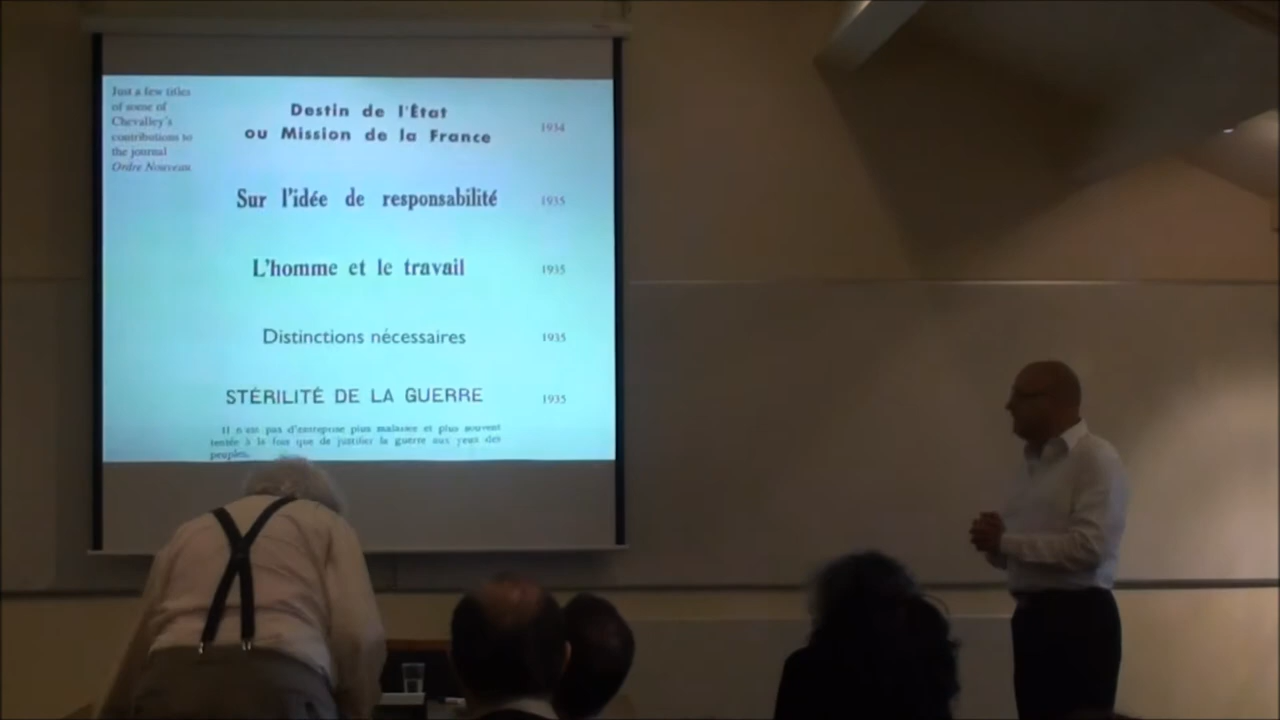 Just a few titles
of some of
Chevalley's
contributions to
the journal
Ordre Nouveau
Destin de l'État
ou Mission de la France
1934
Sur l'idée de responsabilité
1935
L'homme et le travail
1935
Distinctions nécessaires
1935
STÉRILITÉ DE LA GUERRE
1935
Il n'est pas d'entreprise plus malaisée et plus souvent
tentée à la fois que de justifier la guerre aux yeux des
peuples.